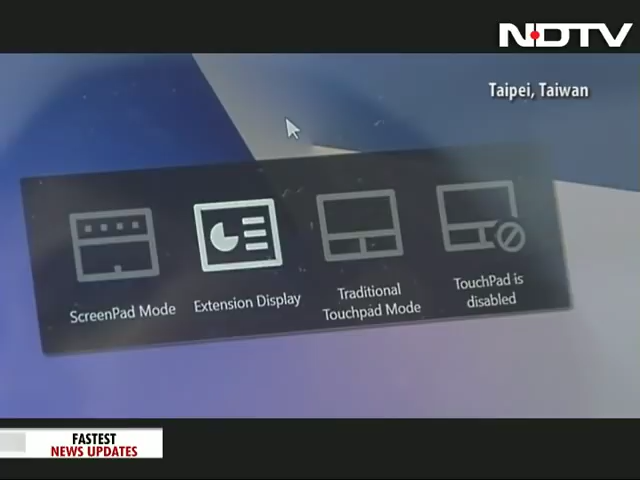 NDTV
Taipei, Taiwan
ScreenPad Mode
Extension Display
Traditional
Touchpad Mode
TouchPad is
disabled
FASTEST
NEWS UPDATES